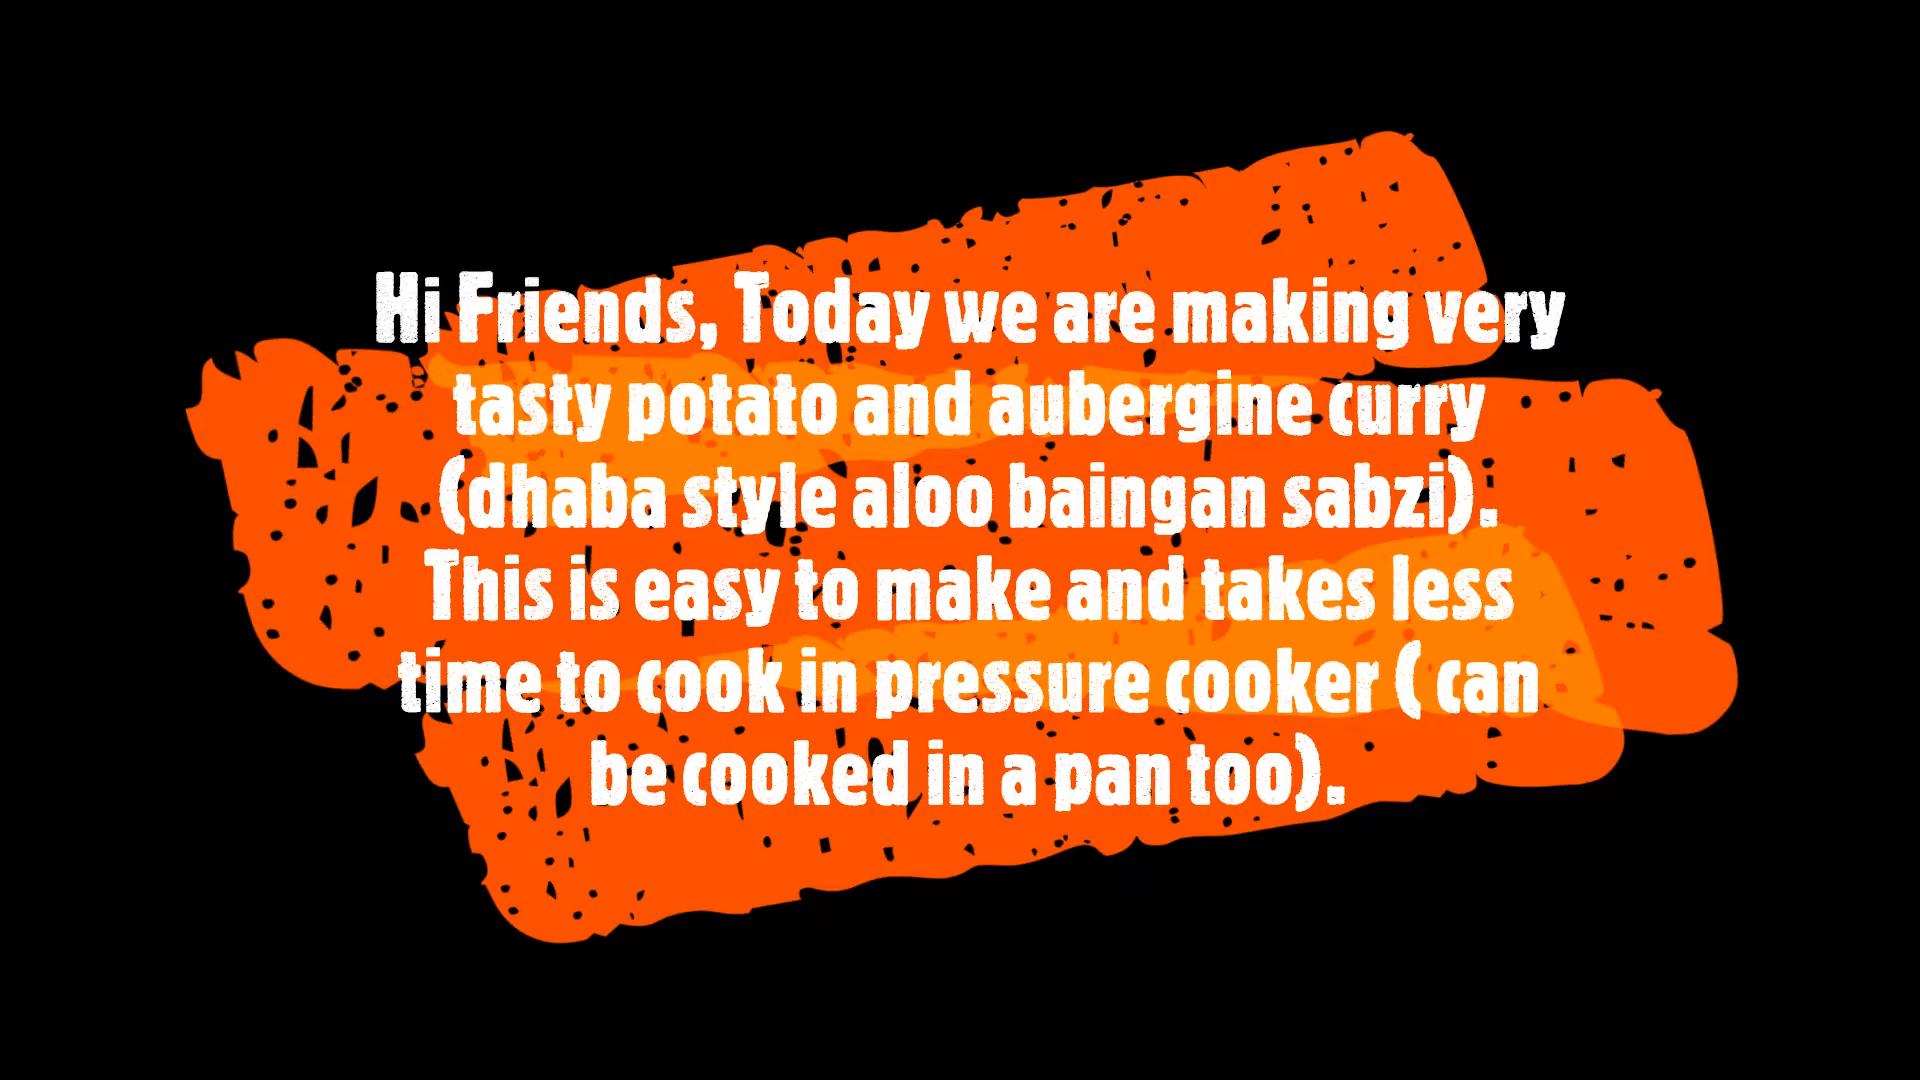 Hi Friends, Today we are making very
tasty potato and aubergine curry
(dhaba style aloo baingan sabzi).
This is easy to make and takes less
time to cook in pressure cooker ( can
be cooked in a pan too).